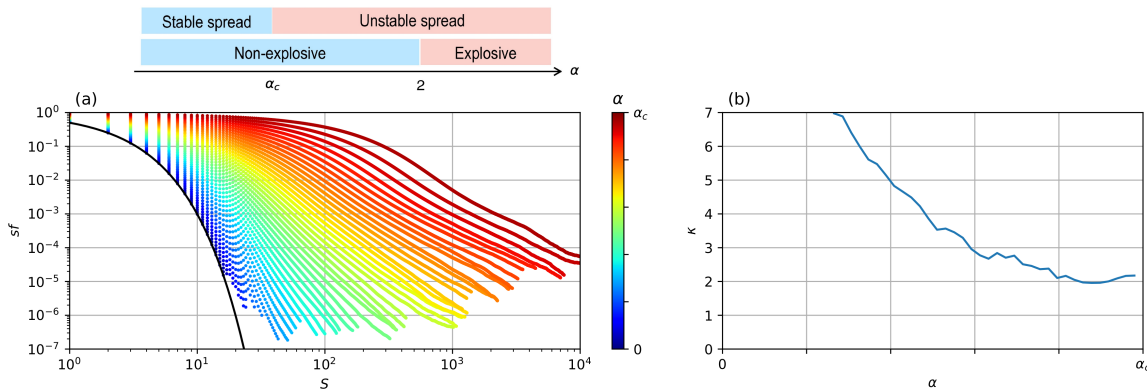 Stable spread Unstable spread
Non-explosive Explosive
α
α_c 2
(a) α (b)
10^0 α_c 7
10^-1 6
10^-2 5
10^-3 4
sf κ
10^-4 3
10^-5 2
10^-6 1
10^-7 0 0
10^0 10^1 10^2 10^3 10^4 0 α_c
S α